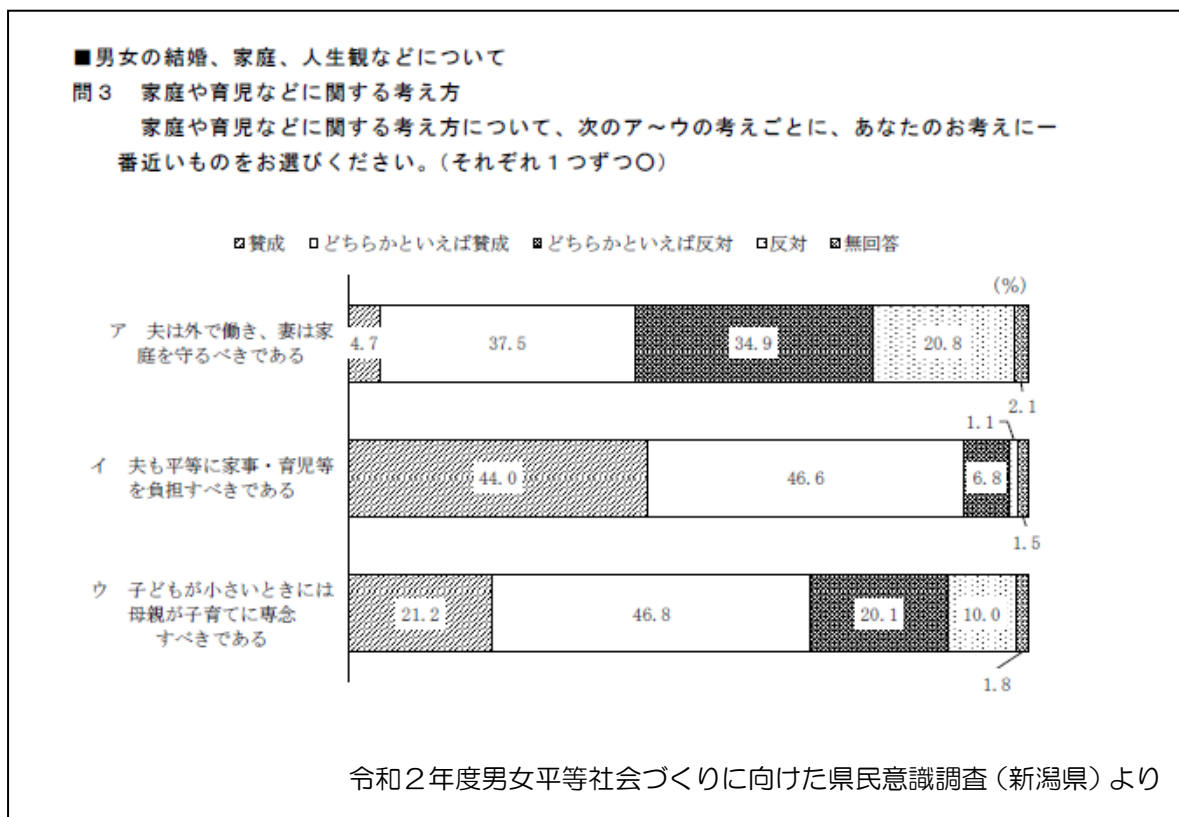 ■男女の結婚、家庭、人生観などについて
問３　家庭や育児などに関する考え方
家庭や育児などに関する考え方について、次のア～ウの考えごとに、あなたのお考えに一
番近いものをお選びください。（それぞれ１つずつ〇）
賛成 どちらかといえば賛成 どちらかといえば反対 反対 無回答
(%)
ア　夫は外で働き、妻は家
庭を守るべきである
4.7 37.5 34.9 20.8
2.1
イ　夫も平等に家事・育児等
を負担すべきである
1.1
44.0 46.6 6.8
1.5
ウ　子どもが小さいときには
母親が子育てに専念
すべきである
21.2 46.8 20.1 10.0
1.8
令和２年度男女平等社会づくりに向けた県民意識調査（新潟県）より